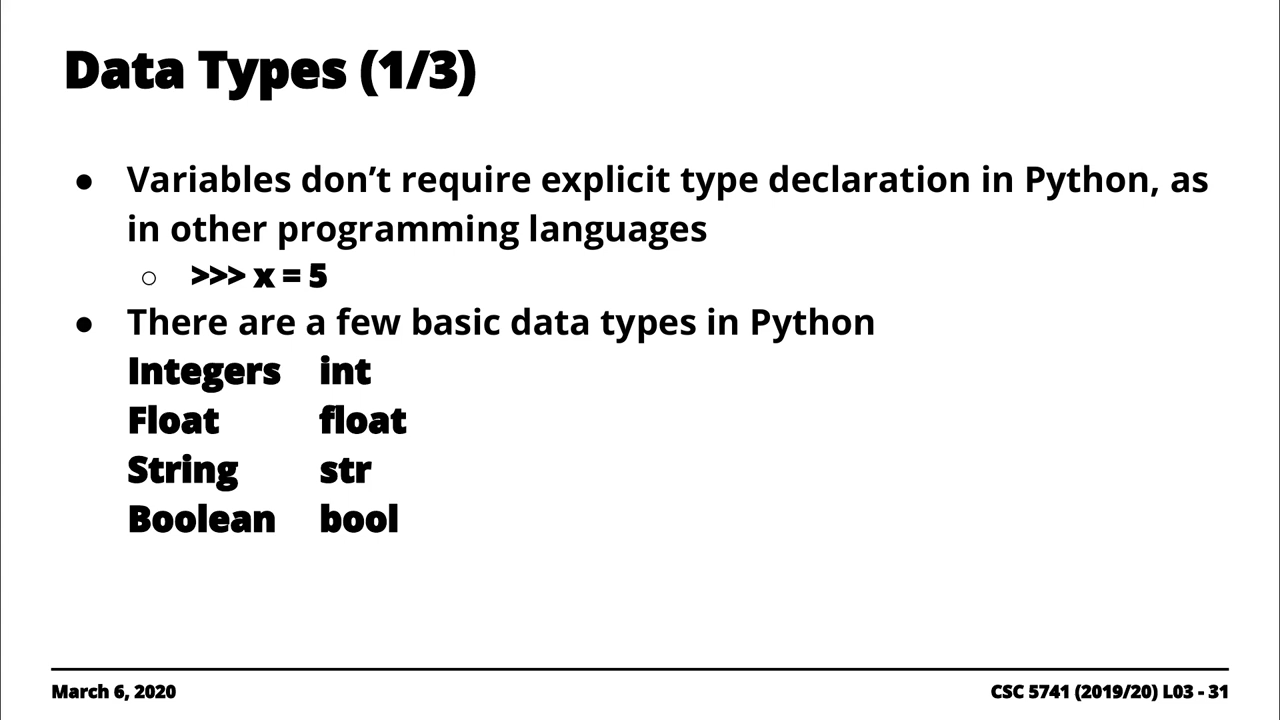 Data Types (1/3)
● Variables don’t require explicit type declaration in Python, as
in other programming languages
○ >>> x = 5
● There are a few basic data types in Python
Integers int
Float float
String str
Boolean bool
March 6, 2020 CSC 5741 (2019/20) L03 - 31